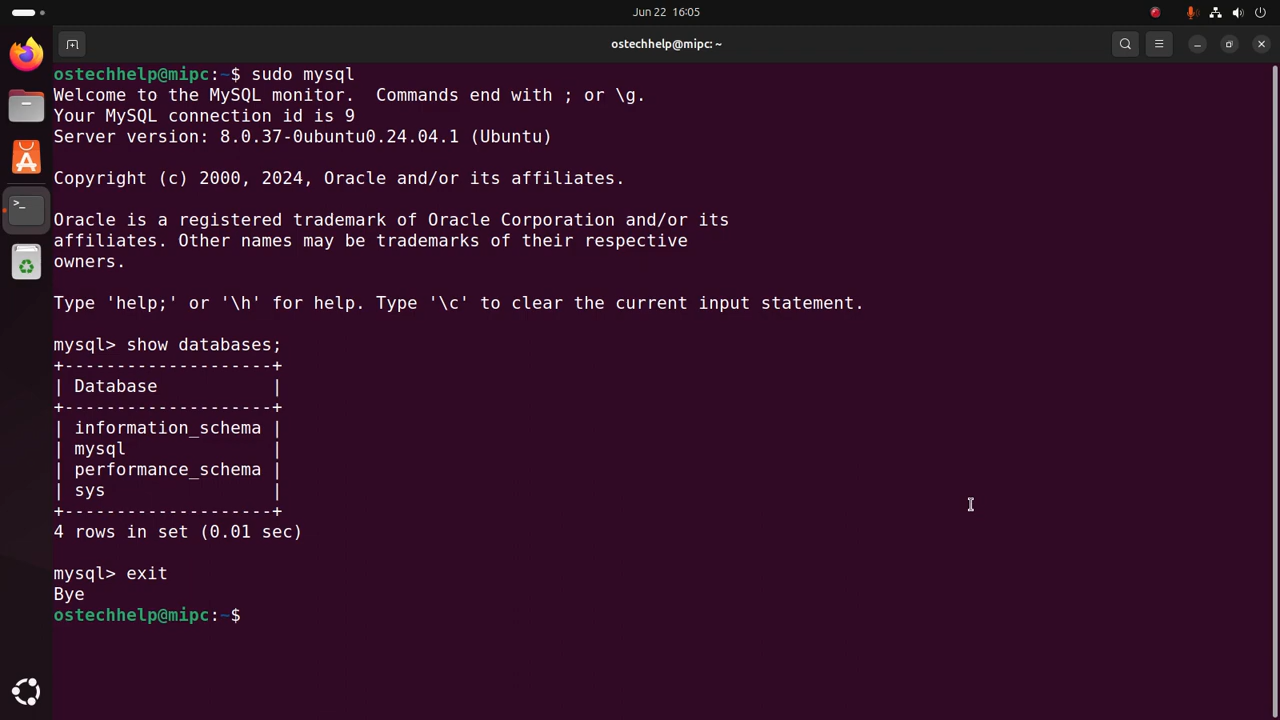 Jun 22 16:05
ostechhelp@mipc: ~
ostechhelp@mipc:~$ sudo mysql
Welcome to the MySQL monitor.  Commands end with ; or \g.
Your MySQL connection id is 9
Server version: 8.0.37-0ubuntu0.24.04.1 (Ubuntu)
Copyright (c) 2000, 2024, Oracle and/or its affiliates.
Oracle is a registered trademark of Oracle Corporation and/or its
affiliates. Other names may be trademarks of their respective
owners.
Type 'help;' or '\h' for help. Type '\c' to clear the current input statement.
mysql> show databases;
+--------------------+
| Database           |
+--------------------+
| information_schema |
| mysql              |
| performance_schema |
| sys                |
+--------------------+
4 rows in set (0.01 sec)
mysql> exit
Bye
ostechhelp@mipc:~$